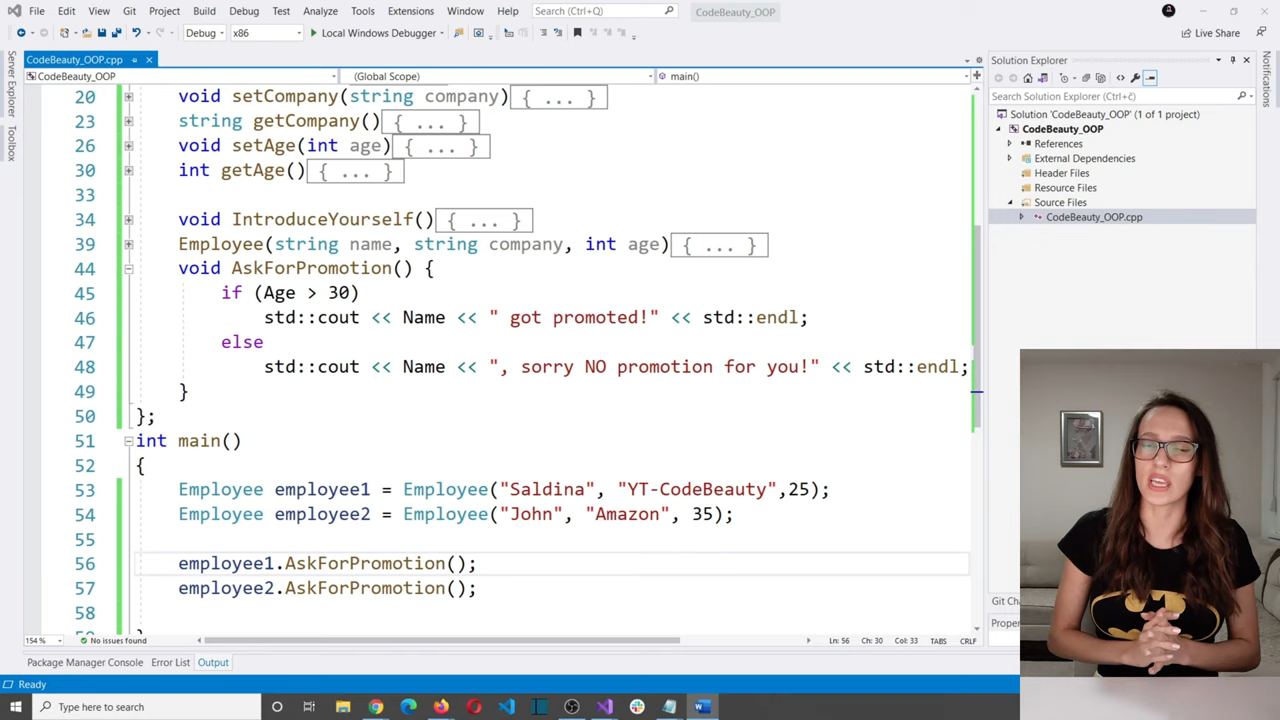 File Edit View Git Project Build Debug Test Analyze Tools Extensions Window Help Search (Ctrl+Q) CodeBeauty_OOP
Debug x86 Local Windows Debugger Live Share
CodeBeauty_OOP.cpp
CodeBeauty_OOP (Global Scope) main()
20 void setCompany(string company){ ... }
23 string getCompany(){ ... }
26 void setAge(int age){ ... }
30 int getAge(){ ... }
33
34 void IntroduceYourself(){ ... }
39 Employee(string name, string company, int age){ ... }
44 void AskForPromotion() {
45 if (Age > 30)
46 std::cout << Name << " got promoted!" << std::endl;
47 else
48 std::cout << Name << ", sorry NO promotion for you!" << std::endl;
49 }
50 };
51 int main()
52 {
53 Employee employee1 = Employee("Saldina", "YT-CodeBeauty",25);
54 Employee employee2 = Employee("John", "Amazon", 35);
55
56 employee1.AskForPromotion();
57 employee2.AskForPromotion();
58
154 % No issues found Ln: 56 Ch: 30 Col: 33 TABS CRLF
Package Manager Console Error List Output
Ready
Type here to search
Server Explorer
Toolbox
Solution Explorer
Search Solution Explorer (Ctrl+č)
Solution 'CodeBeauty_OOP' (1 of 1 project)
CodeBeauty_OOP
References
External Dependencies
Header Files
Resource Files
Source Files
CodeBeauty_OOP.cpp
Git Ch
Proper
Notifications